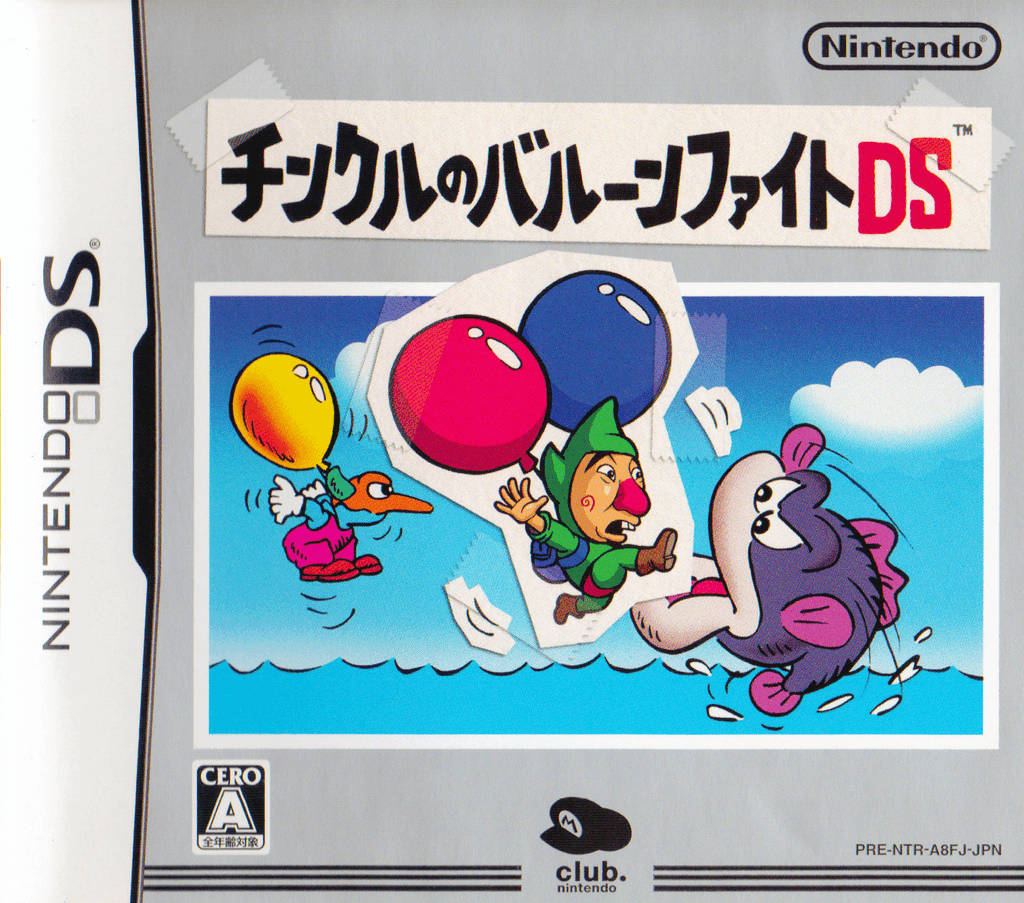 Nintendo®
チンクルのバルーンファイトDS™
NINTENDO DS®
CERO
A
全年齢対象
M
club.
nintendo
PRE-NTR-A8FJ-JPN